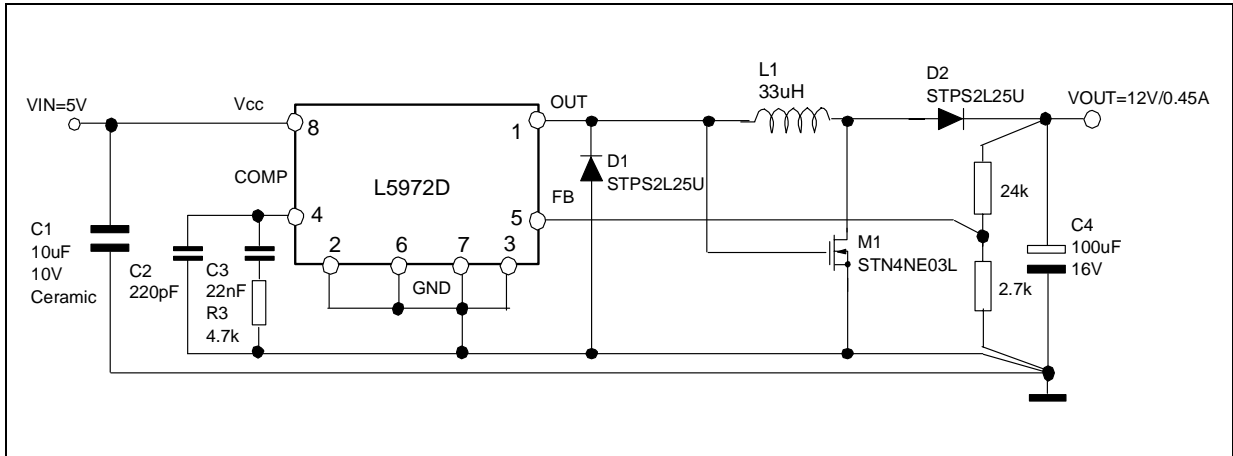 VIN=5V
Vcc
8
COMP
4
L5972D
OUT
1
FB
5
2
6
7
3
GND
C1
10uF
10V
Ceramic
C2
220pF
C3
22nF
R3
4.7k
D1
STPS2L25U
L1
33uH
D2
STPS2L25U
VOUT=12V/0.45A
M1
STN4NE03L
24k
2.7k
C4
100uF
16V